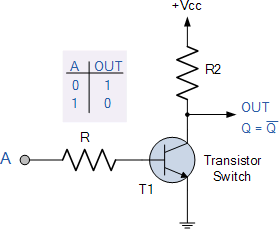 +Vcc
A OUT
0 1
1 0
R2
R
OUT
Q = Q̅
A
T1
Transistor
Switch